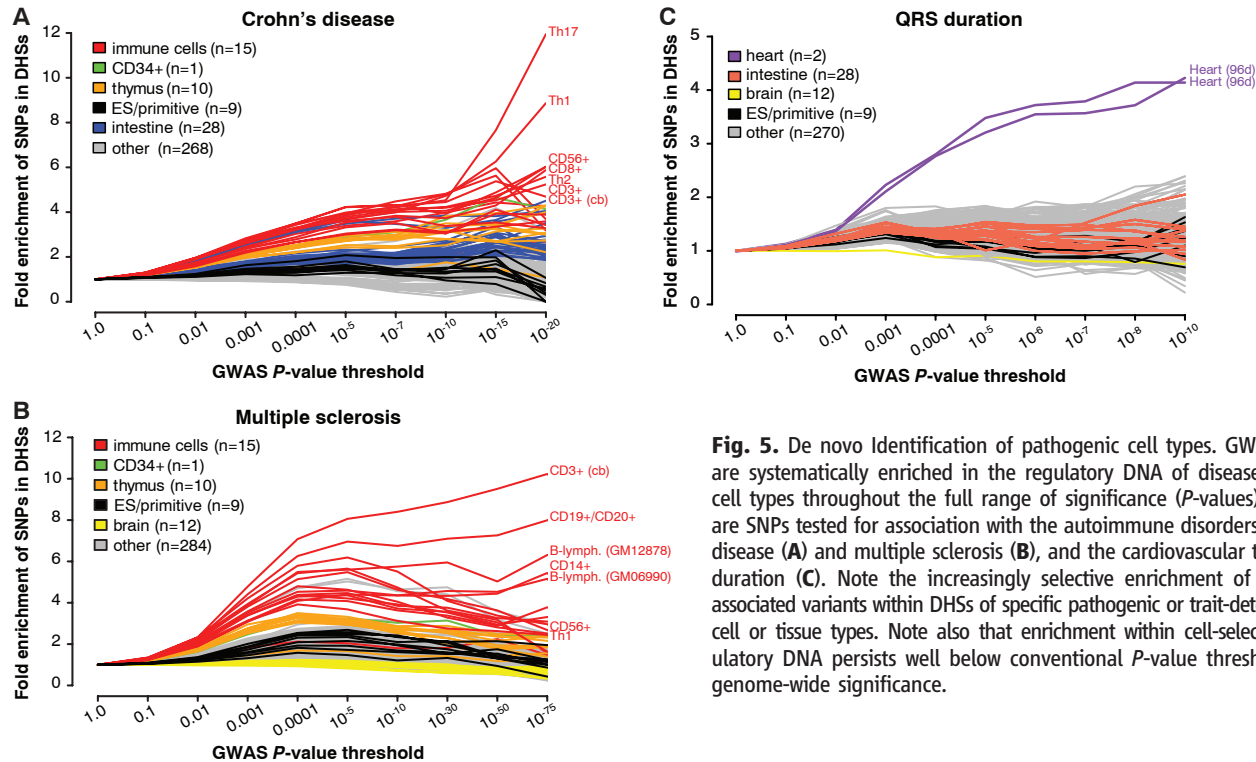 A
Crohn's disease
Fold enrichment of SNPs in DHSs
12
10
8
6
4
2
0
immune cells (n=15)
CD34+ (n=1)
thymus (n=10)
ES/primitive (n=9)
intestine (n=28)
other (n=268)
Th17
Th1
CD56+
CD8+
Th2
CD3+
CD3+ (cb)
1.0 0.1 0.01 0.001 0.0001 10-5 10-7 10-10 10-15 10-20
GWAS P-value threshold
B
Multiple sclerosis
Fold enrichment of SNPs in DHSs
12
10
8
6
4
2
0
immune cells (n=15)
CD34+ (n=1)
thymus (n=10)
ES/primitive (n=9)
brain (n=12)
other (n=284)
CD3+ (cb)
CD19+/CD20+
B-lymph. (GM12878)
CD14+
B-lymph. (GM06990)
CD56+
Th1
1.0 0.1 0.01 0.001 0.0001 10-5 10-10 10-30 10-50 10-75
GWAS P-value threshold
C
QRS duration
Fold enrichment of SNPs in DHSs
5
4
3
2
1
0
heart (n=2)
intestine (n=28)
brain (n=12)
ES/primitive (n=9)
other (n=270)
Heart (96d)
Heart (96d)
1.0 0.1 0.01 0.001 0.0001 10-5 10-6 10-7 10-8 10-10
GWAS P-value threshold
Fig. 5. De novo Identification of pathogenic cell types. GW
are systematically enriched in the regulatory DNA of disease
cell types throughout the full range of significance (P-values)
are SNPs tested for association with the autoimmune disorders
disease (A) and multiple sclerosis (B), and the cardiovascular t
duration (C). Note the increasingly selective enrichment of
associated variants within DHSs of specific pathogenic or trait-det
cell or tissue types. Note also that enrichment within cell-selec
ulatory DNA persists well below conventional P-value thresh
genome-wide significance.